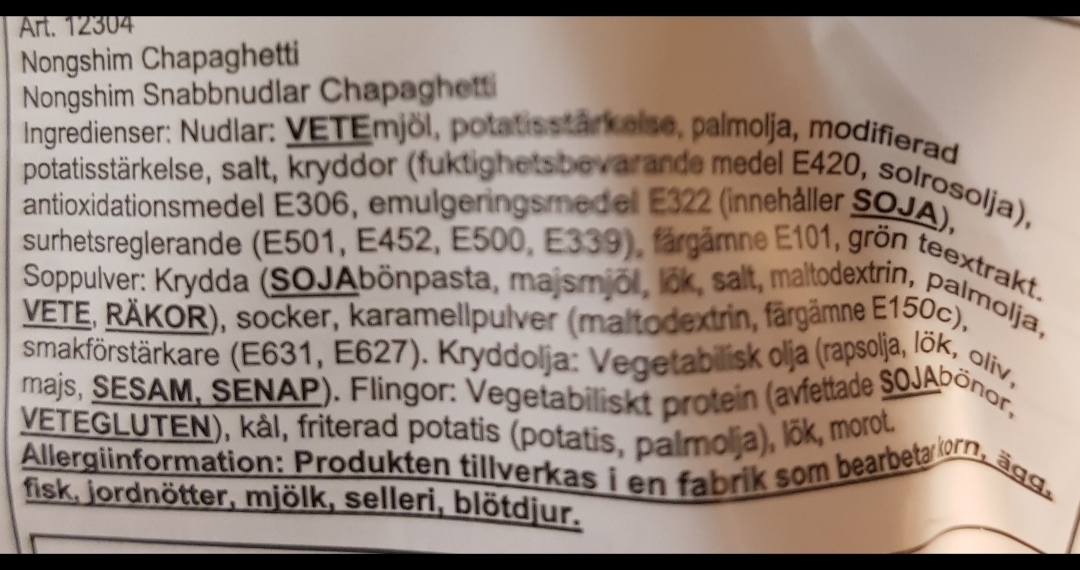 Art. 12304
Nongshim Chapaghetti
Nongshim Snabbnudlar Chapaghetti
Ingredienser: Nudlar: VETEmjöl, potatisstärkelse, palmolja, modifierad
potatisstärkelse, salt, kryddor (fuktighetsbevarande medel E420, solrosolja),
antioxidationsmedel E306, emulgeringsmedel E322 (innehåller SOJA),
surhetsreglerande (E501, E452, E500, E339), färgämne E101, grön teextrakt.
Soppulver: Krydda (SOJAbönpasta, majsmjöl, lök, salt, maltodextrin, palmolja,
VETE, RÄKOR), socker, karamellpulver (maltodextrin, färgämne E150c),
smakförstärkare (E631, E627). Kryddolja: Vegetabilisk olja (rapsolja, lök, oliv,
majs, SESAM, SENAP). Flingor: Vegetabiliskt protein (avfettade SOJAbönor,
VETEGLUTEN), kål, friterad potatis (potatis, palmolja), lök, morot.
Allergiinformation: Produkten tillverkas i en fabrik som bearbetar korn, ägg,
fisk, jordnötter, mjölk, selleri, blötdjur.